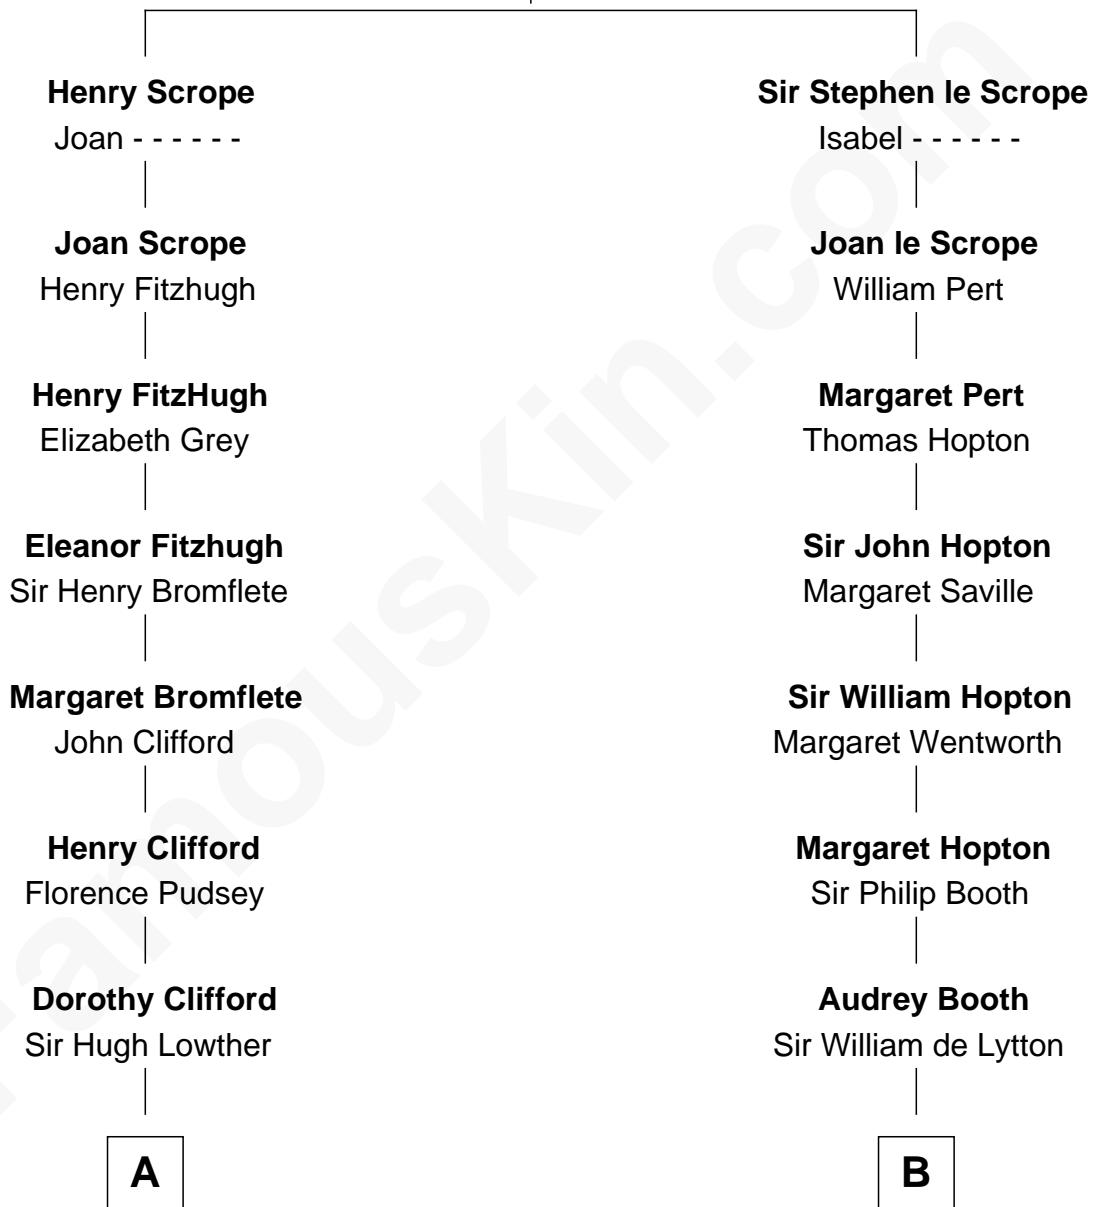 Henry Scrope
Joan - - - - - -
Joan Scrope
Henry Fitzhugh
Henry FitzHugh
Elizabeth Grey
Eleanor Fitzhugh
Sir Henry Bromflete
Margaret Bromflete
John Clifford
Henry Clifford
Florence Pudsey
Dorothy Clifford
Sir Hugh Lowther
A
Sir Stephen le Scrope
Isabel - - - - - -
Joan le Scrope
William Pert
Margaret Pert
Thomas Hopton
Sir John Hopton
Margaret Saville
Sir William Hopton
Margaret Wentworth
Margaret Hopton
Sir Philip Booth
Audrey Booth
Sir William de Lytton
B
FamousKin.com